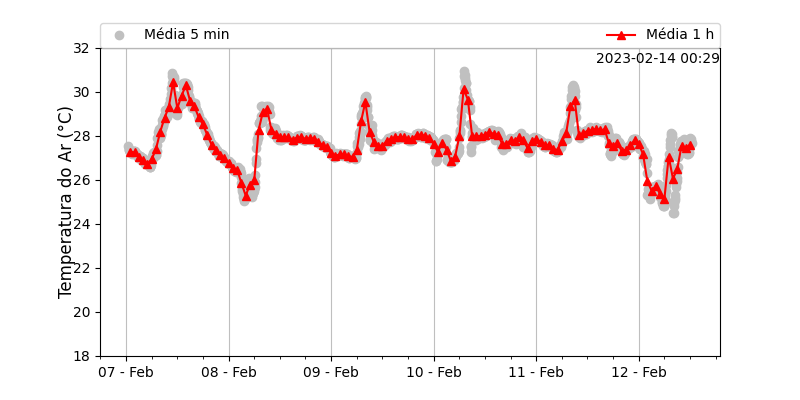 Média 5 min
Média 1 h
2023-02-14 00:29
Temperatura do Ar (°C)
32
30
28
26
24
22
20
18
07 - Feb
08 - Feb
09 - Feb
10 - Feb
11 - Feb
12 - Feb